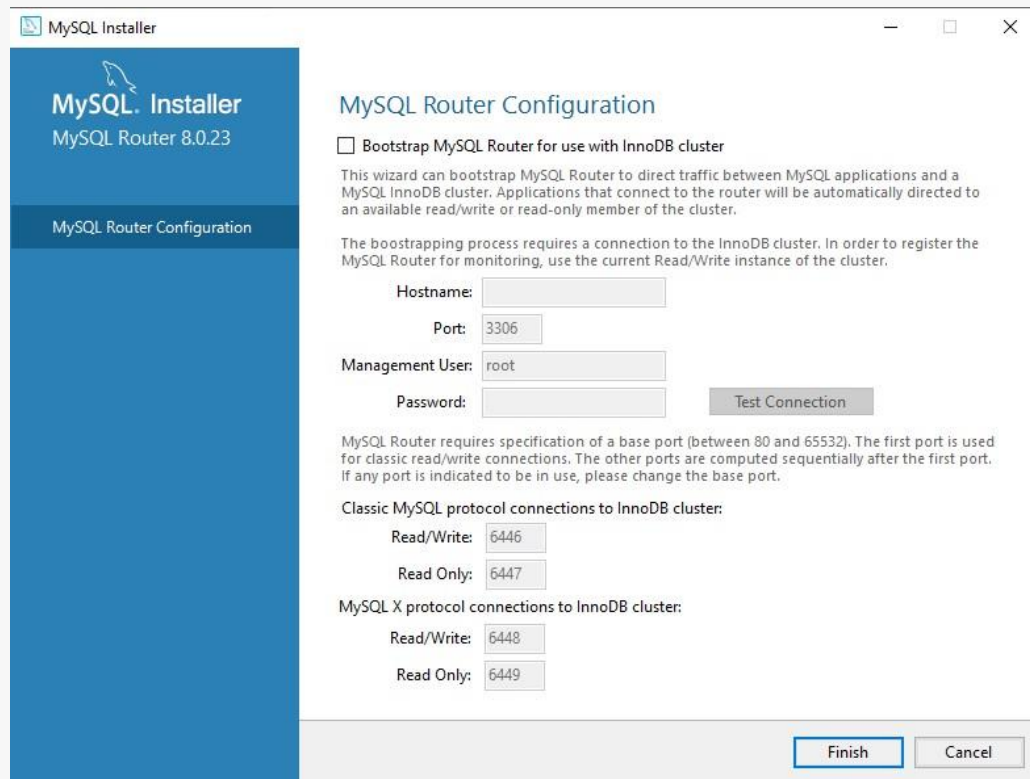 MySQL Installer
MySQL. Installer
MySQL Router 8.0.23
MySQL Router Configuration
MySQL Router Configuration
Bootstrap MySQL Router for use with InnoDB cluster
This wizard can bootstrap MySQL Router to direct traffic between MySQL applications and a
MySQL InnoDB cluster. Applications that connect to the router will be automatically directed to
an available read/write or read-only member of the cluster.
The boostrapping process requires a connection to the InnoDB cluster. In order to register the
MySQL Router for monitoring, use the current Read/Write instance of the cluster.
Hostname:
Port: 3306
Management User: root
Password: Test Connection
MySQL Router requires specification of a base port (between 80 and 65532). The first port is used
for classic read/write connections. The other ports are computed sequentially after the first port.
If any port is indicated to be in use, please change the base port.
Classic MySQL protocol connections to InnoDB cluster:
Read/Write: 6446
Read Only: 6447
MySQL X protocol connections to InnoDB cluster:
Read/Write: 6448
Read Only: 6449
Finish Cancel